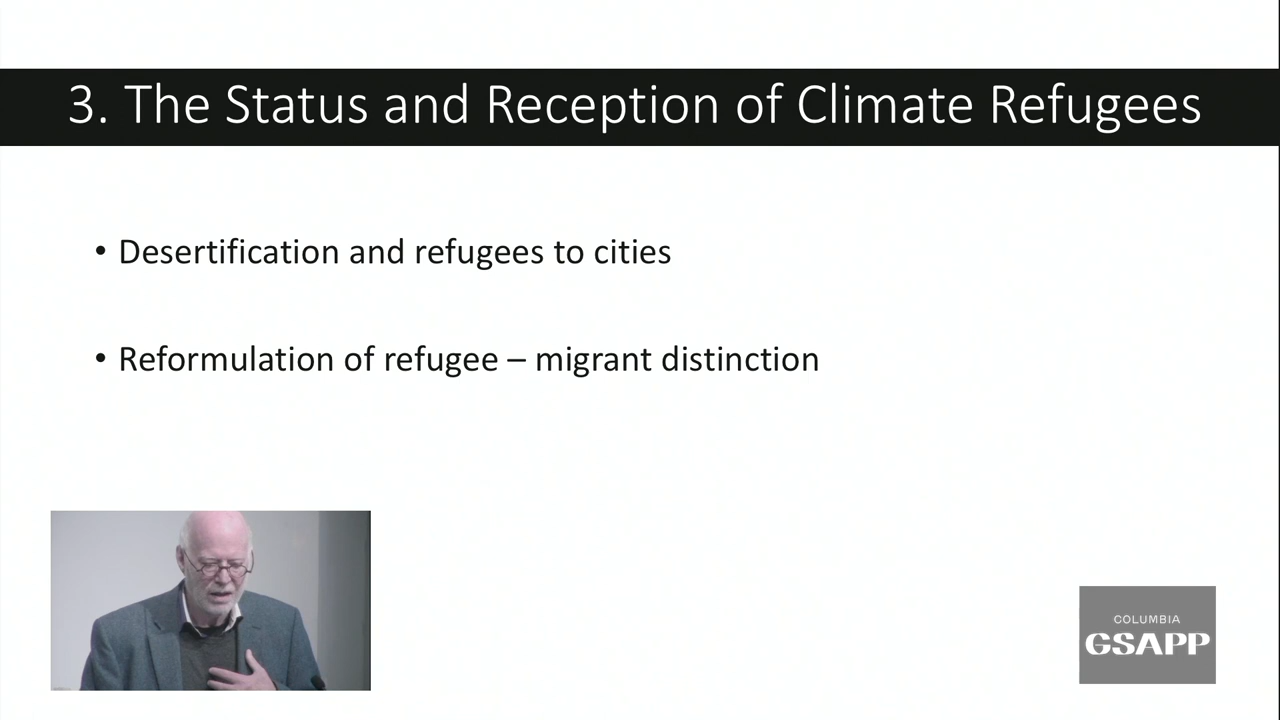 3. The Status and Reception of Climate Refugees
• Desertification and refugees to cities
• Reformulation of refugee – migrant distinction
COLUMBIA
GSAPP